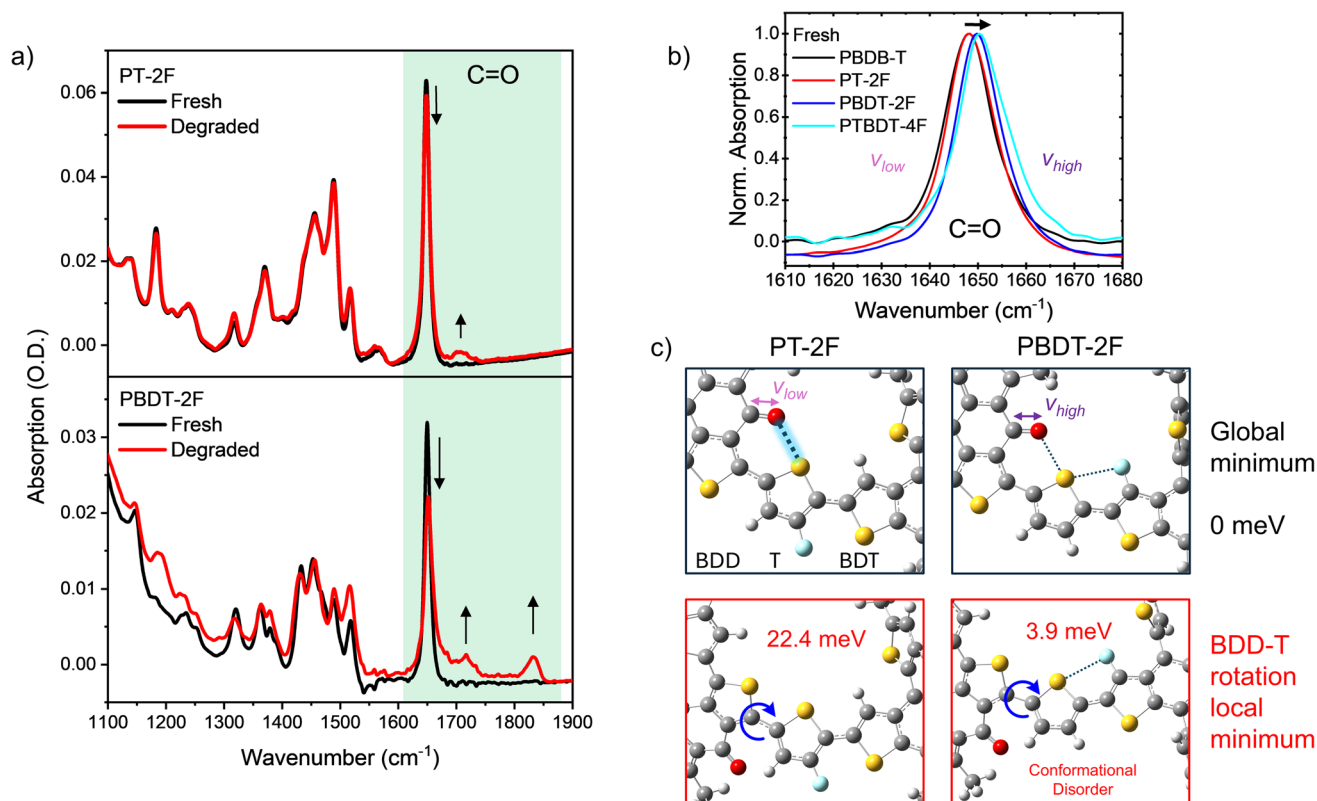 a)
PT-2F
Fresh
Degraded
C=O
0.06
0.04
0.02
0.00
PBDT-2F
Fresh
Degraded
0.03
0.02
0.01
0.00
Absorption (O.D.)
1100 1200 1300 1400 1500 1600 1700 1800 1900
Wavenumber (cm⁻¹)
b)
Fresh
PBDB-T
PT-2F
PBDT-2F
PTBDT-4F
ν_low
ν_high
C=O
1.0
0.8
0.6
0.4
0.2
0.0
Norm. Absorption
1610 1620 1630 1640 1650 1660 1670 1680
Wavenumber (cm⁻¹)
c)
PT-2F
PBDT-2F
ν_low
ν_high
BDD T BDT
Global
minimum
0 meV
22.4 meV
3.9 meV
Conformational
Disorder
BDD-T
rotation
local
minimum